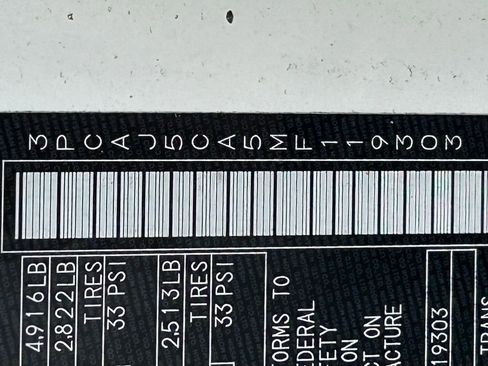 3PCAJ5CA5MF119303
4.916LB
2.822LB
TIRES
33 PSI
2.513LB
TIRES
33 PSI
ORMS TO
DERAL
FETY
ON
CT ON
ACTURE
19303
TRANS